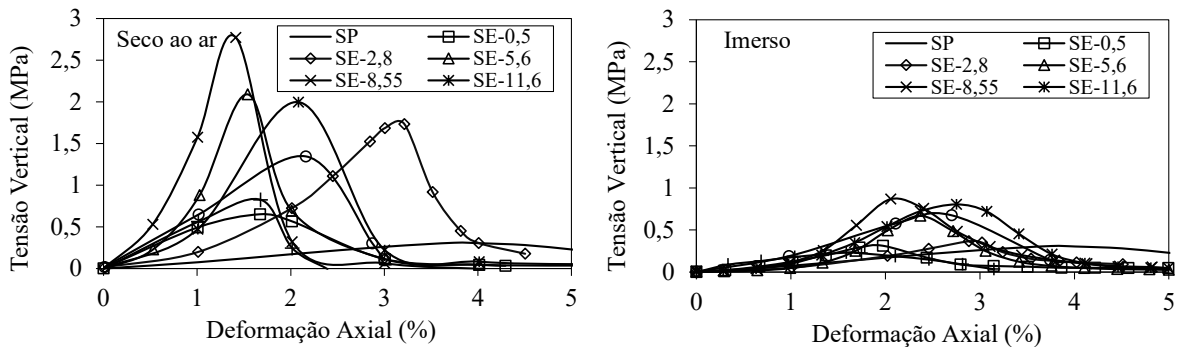 3
2,5
2
1,5
1
0,5
0
Tensão Vertical (MPa)
Seco ao ar
SP
SE-0,5
SE-2,8
SE-5,6
SE-8,55
SE-11,6
0 1 2 3 4 5
Deformação Axial (%)
3
2,5
2
1,5
1
0,5
0
Tensão Vertical (MPa)
Imerso
SP
SE-0,5
SE-2,8
SE-5,6
SE-8,55
SE-11,6
0 1 2 3 4 5
Deformação Axial (%)